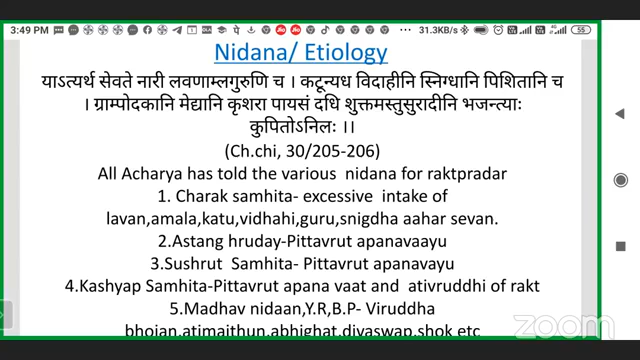 3:49 PM
31.3KB/s
55
Nidana/ Etiology
याऽत्यर्थ सेवते नारी लवणाम्लगुरुणि च । कटून्यध विदाहीनि स्निग्धानि पिशितानि च
। ग्राम्पोदकानि मेद्यानि कृशरा पायसं दधि शुक्तमस्तुसुरादीनि भजन्त्याः
कुपितोऽनिलः ।।
(Ch.chi, 30/205-206)
All Acharya has told the various nidana for raktpradar
1. Charak samhita- excessive intake of
lavan,amala,katu,vidhahi,guru,snigdha aahar sevan.
2.Astang hruday-Pittavrut apanavaayu
3.Sushrut Samhita- Pittavrut apanavayu
4.Kashyap Samhita-Pittavrut apana vaat and ativruddhi of rakt
5.Madhav nidaan,Y.R,B.P- Viruddha
bhojan,atimaithun,abhighat,divaswap,shok etc
zoom